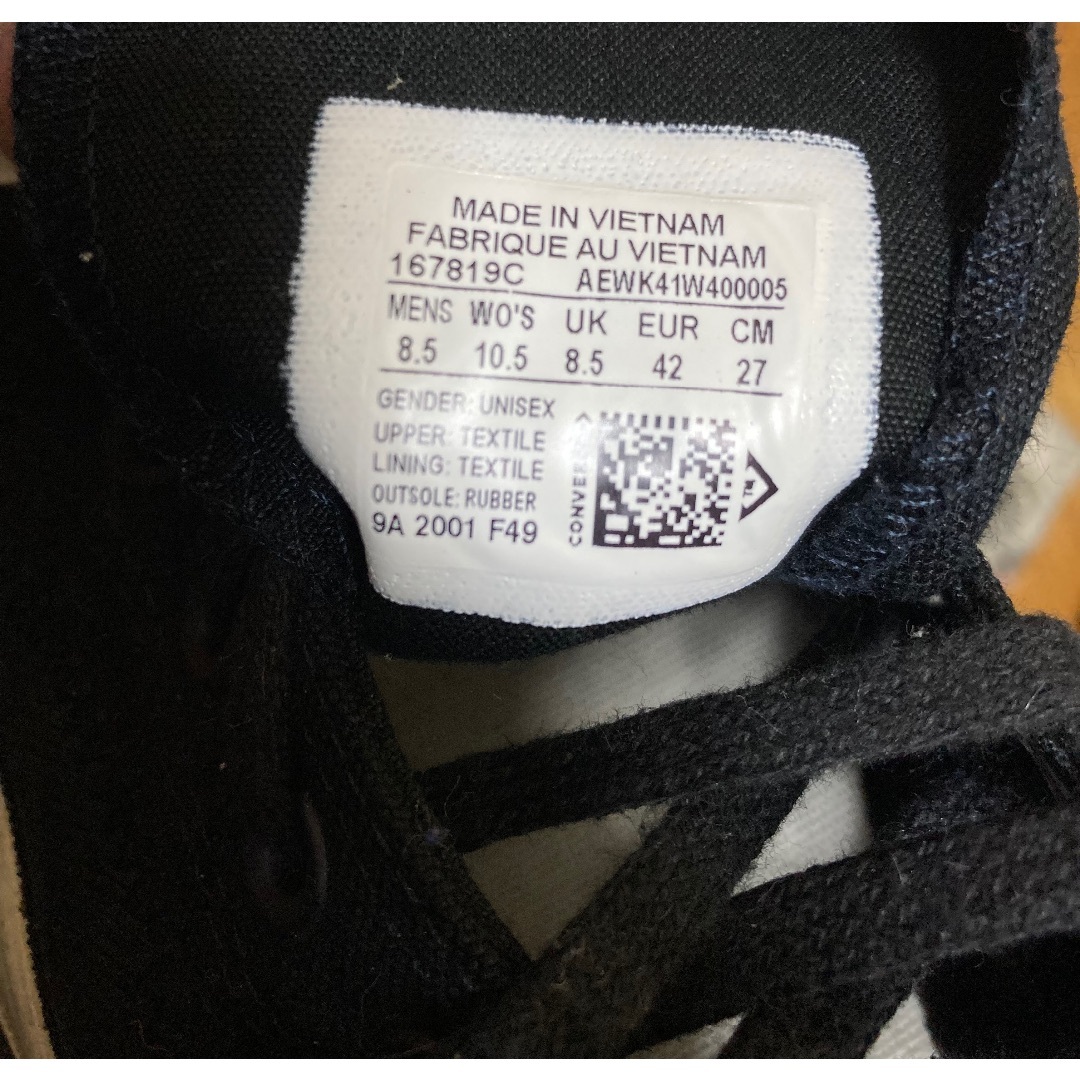 MADE IN VIETNAM
FABRIQUE AU VIETNAM
167819C AEWK41W400005
MENS WO'S UK EUR CM
8.5 10.5 8.5 42 27
GENDER: UNISEX
UPPER: TEXTILE
LINING: TEXTILE
OUTSOLE: RUBBER
9A 2001 F49
CONVERSE
TM